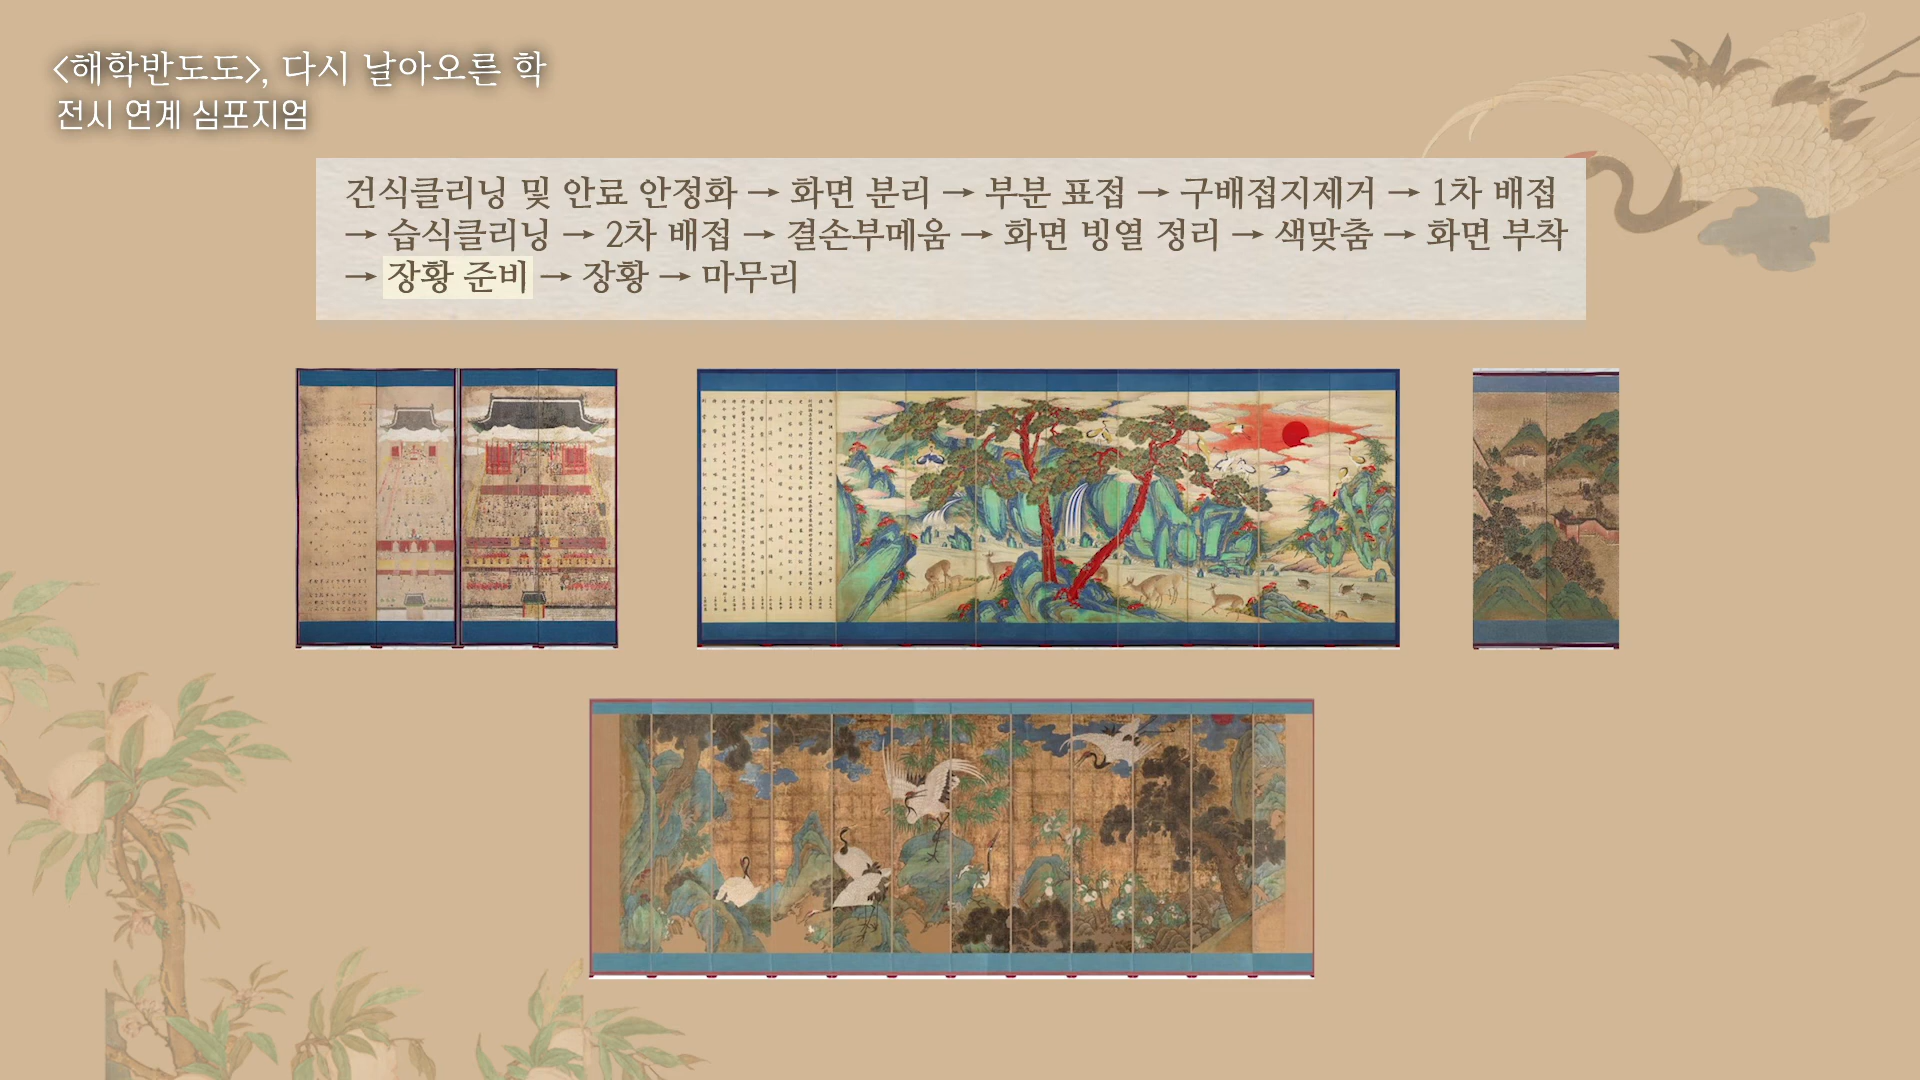 <해학반도도>, 다시 날아오른 학
전시 연계 심포지엄
건식클리닝 및 안료 안정화 → 화면 분리 → 부분 표접 → 구배접지제거 → 1차 배접
→ 습식클리닝 → 2차 배접 → 결손부메움 → 화면 빙열 정리 → 색맞춤 → 화면 부착
→ 장황 준비 → 장황 → 마무리